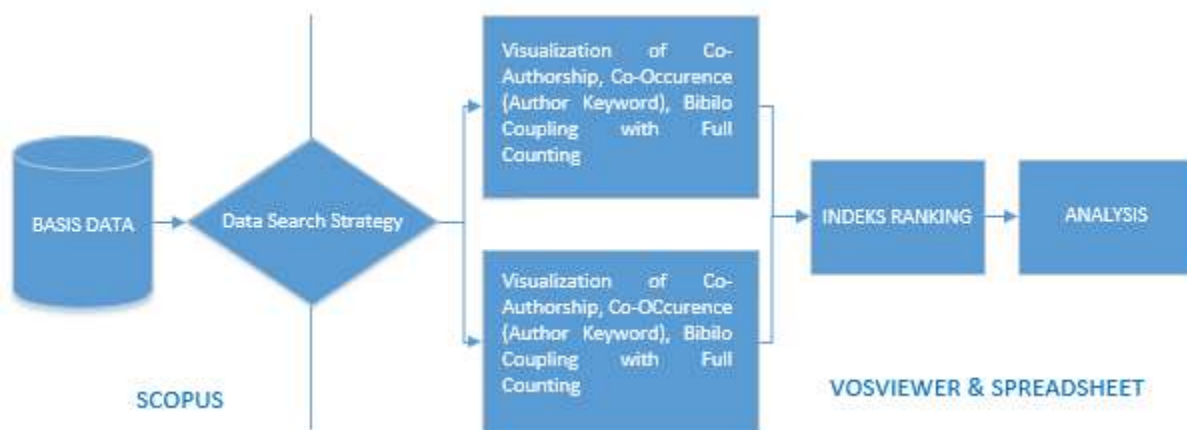 BASIS DATA
Data Search Strategy
Visualization of Co-
Authorship, Co-Occurence
(Author Keyword), Bibilo
Coupling with Full
Counting
Visualization of Co-
Authorship, Co-OCcurence
(Author Keyword), Bibilo
Coupling with Full
Counting
INDEKS RANKING
ANALYSIS
SCOPUS
VOSVIEWER & SPREADSHEET